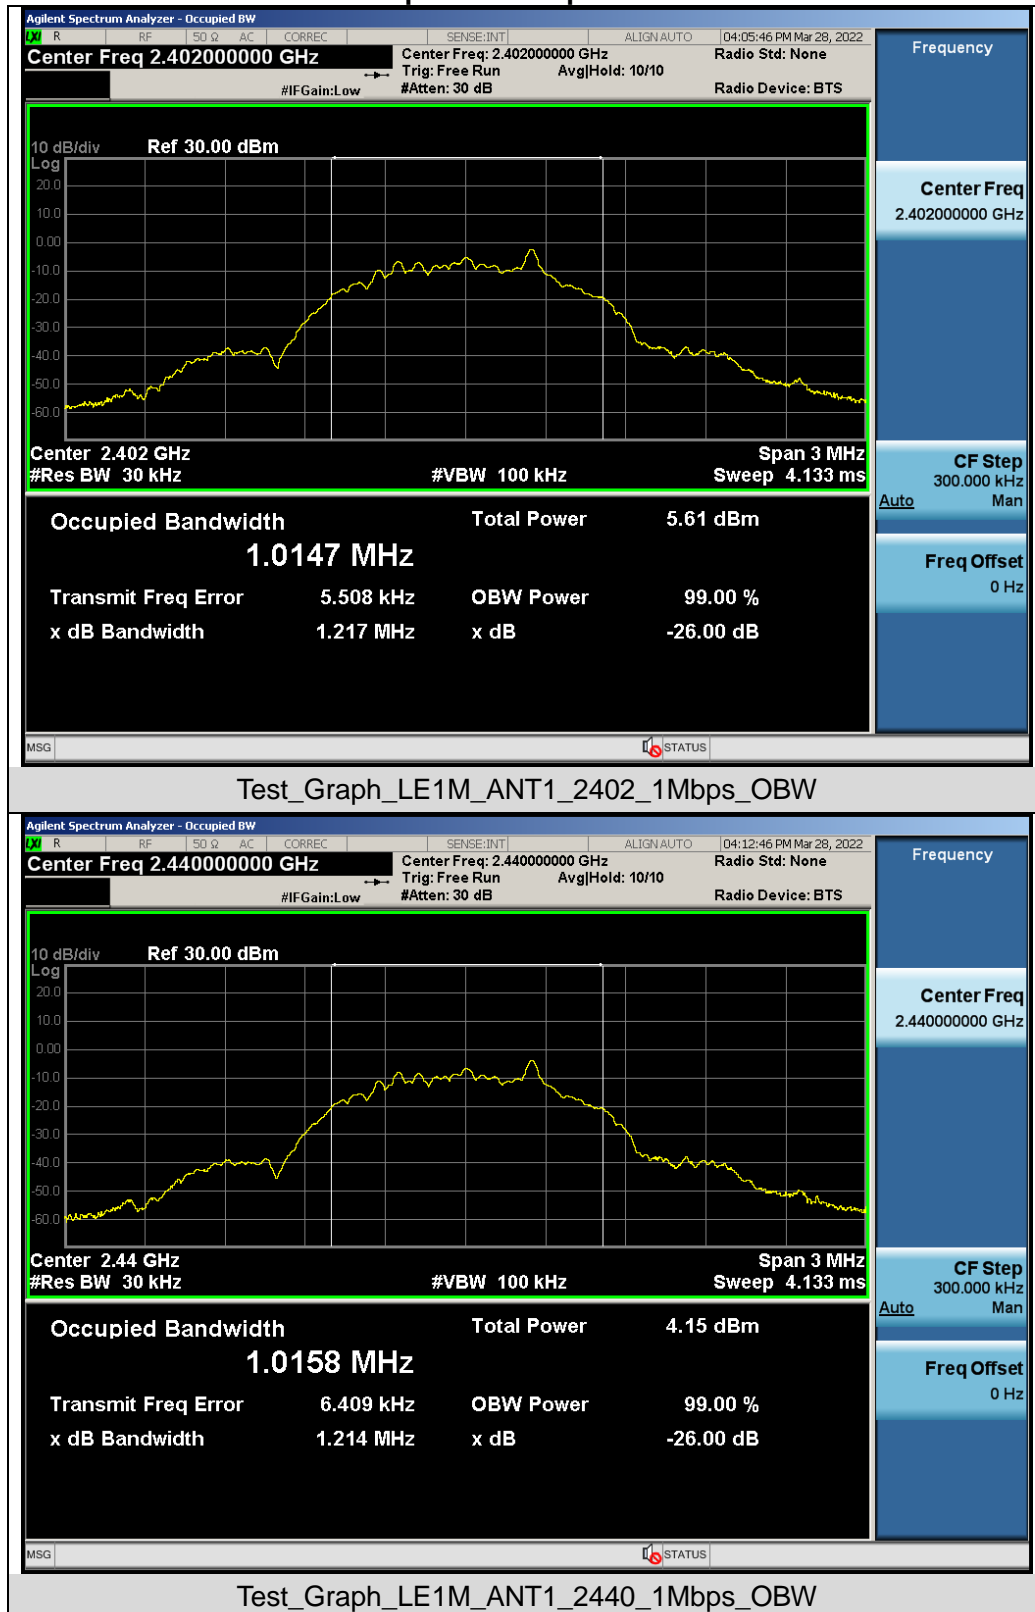 Agilent Spectrum Analyzer - Occupied BW
LXI R RF 50 Ω AC CORREC SENSE:INT ALIGN AUTO 04:05:46 PM Mar 28, 2022
Center Freq 2.402000000 GHz
Center Freq: 2.402000000 GHz
Radio Std: None
Trig: Free Run Avg|Hold: 10/10
#IFGain:Low #Atten: 30 dB Radio Device: BTS
Frequency
10 dB/div Ref 30.00 dBm
Log
20.0
10.0
0.00
-10.0
-20.0
-30.0
-40.0
-50.0
-60.0
Center 2.402 GHz Span 3 MHz
#Res BW 30 kHz #VBW 100 kHz Sweep 4.133 ms
Center Freq
2.402000000 GHz
CF Step
300.000 kHz
Auto Man
Freq Offset
0 Hz
Occupied Bandwidth Total Power 5.61 dBm
1.0147 MHz
Transmit Freq Error 5.508 kHz OBW Power 99.00 %
x dB Bandwidth 1.217 MHz x dB -26.00 dB
MSG STATUS
Test_Graph_LE1M_ANT1_2402_1Mbps_OBW
Agilent Spectrum Analyzer - Occupied BW
LXI R RF 50 Ω AC CORREC SENSE:INT ALIGN AUTO 04:12:46 PM Mar 28, 2022
Center Freq 2.440000000 GHz
Center Freq: 2.440000000 GHz
Radio Std: None
Trig: Free Run Avg|Hold: 10/10
#IFGain:Low #Atten: 30 dB Radio Device: BTS
Frequency
10 dB/div Ref 30.00 dBm
Log
20.0
10.0
0.00
-10.0
-20.0
-30.0
-40.0
-50.0
-60.0
Center 2.44 GHz Span 3 MHz
#Res BW 30 kHz #VBW 100 kHz Sweep 4.133 ms
Center Freq
2.440000000 GHz
CF Step
300.000 kHz
Auto Man
Freq Offset
0 Hz
Occupied Bandwidth Total Power 4.15 dBm
1.0158 MHz
Transmit Freq Error 6.409 kHz OBW Power 99.00 %
x dB Bandwidth 1.214 MHz x dB -26.00 dB
MSG STATUS
Test_Graph_LE1M_ANT1_2440_1Mbps_OBW